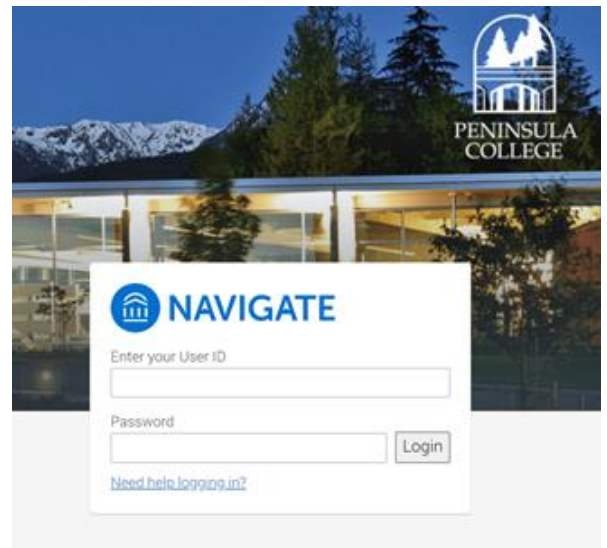 PENINSULA
COLLEGE
NAVIGATE
Enter your User ID
Password
Login
Need help logging in?